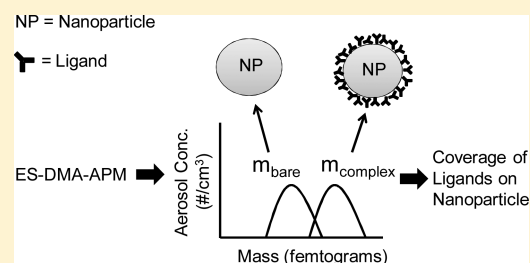 NP = Nanoparticle
= Ligand
NP
NP
ES-DMA-APM
Aerosol Conc.
(#/cm³)
m_bare
m_complex
Coverage of
Ligands on
Nanoparticle
Mass (femtograms)